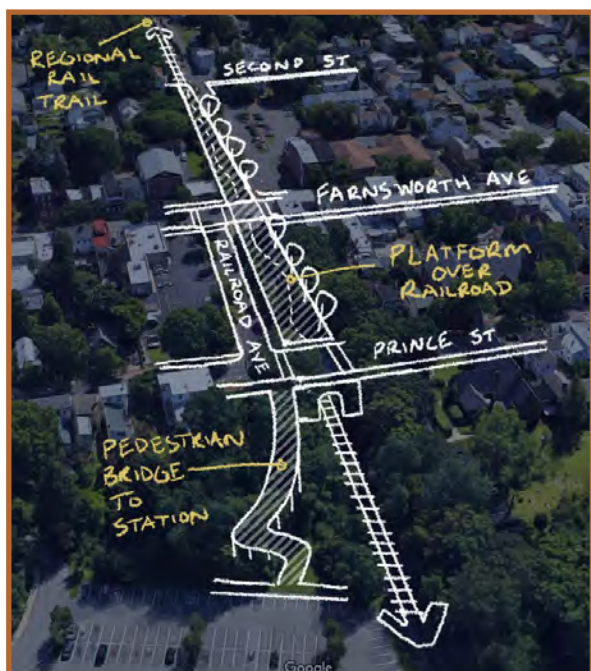 REGIONAL
RAIL
TRAIL
SECOND ST
FARNSWORTH AVE
RAILROAD AVE
PLATFORM
OVER
RAILROAD
PRINCE ST
PEDESTRIAN
BRIDGE
TO
STATION
Google